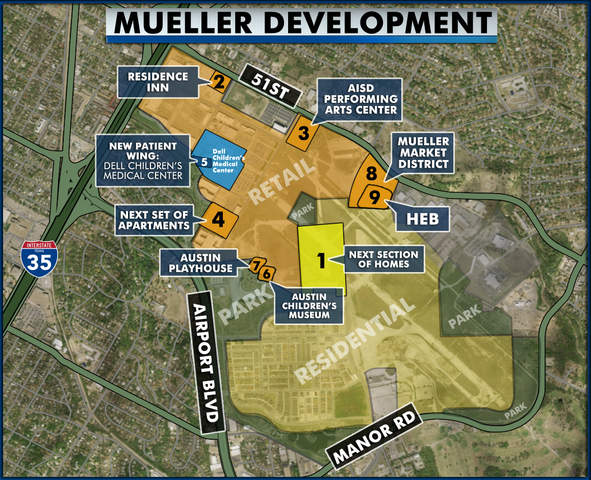 MUELLER DEVELOPMENT
RESIDENCE
INN
2
51ST
AISD
PERFORMING
ARTS CENTER
3
NEW PATIENT
WING:
DELL CHILDREN'S
MEDICAL CENTER
5
Dell
Children's
Medical
Center
MUELLER
MARKET
DISTRICT
8
9
HEB
RETAIL
PARK
NEXT SET OF
APARTMENTS
4
PARK
INTERSTATE
35
AUSTIN
PLAYHOUSE
7
6
1
NEXT SECTION
OF HOMES
AUSTIN
CHILDREN'S
MUSEUM
PARK
PARK
RESIDENTIAL
AIRPORT BLVD
PARK
MANOR RD